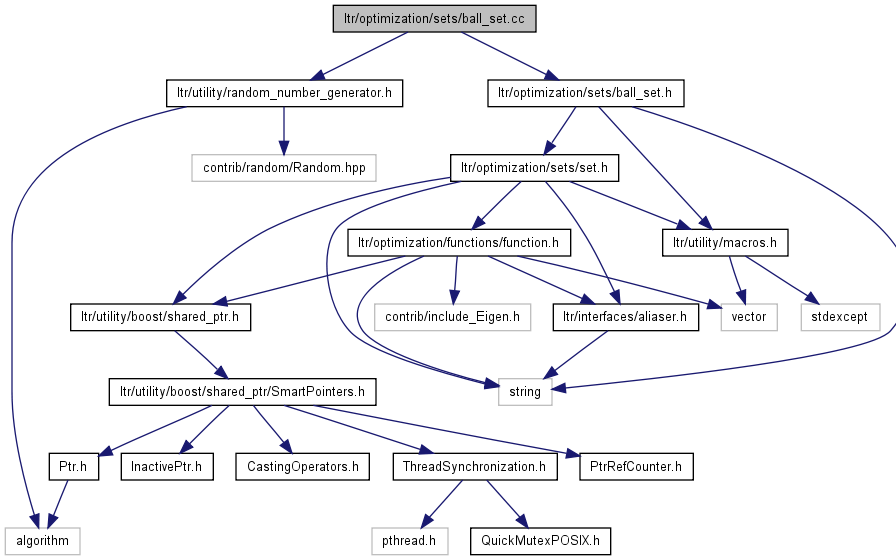 ltr/optimization/sets/ball_set.cc
ltr/utility/random_number_generator.h
ltr/optimization/sets/ball_set.h
contrib/random/Random.hpp
ltr/optimization/sets/set.h
ltr/optimization/functions/function.h
ltr/utility/macros.h
ltr/utility/boost/shared_ptr.h
contrib/include_Eigen.h
ltr/interfaces/aliaser.h
vector
stdexcept
ltr/utility/boost/shared_ptr/SmartPointers.h
string
Ptr.h
InactivePtr.h
CastingOperators.h
ThreadSynchronization.h
PtrRefCounter.h
algorithm
pthread.h
QuickMutexPOSIX.h